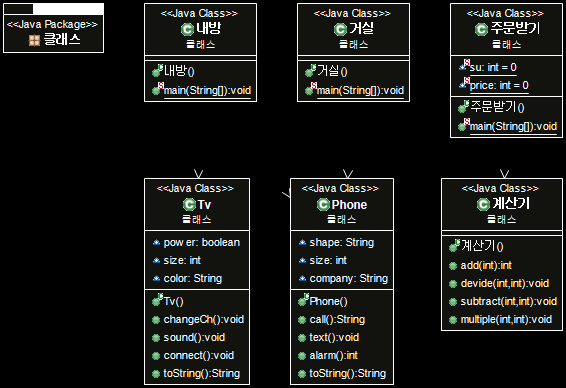 <<Java Package>>
클래스
<<Java Class>>
내방
클래스
내방()
main(String[]):void
<<Java Class>>
거실
클래스
거실()
main(String[]):void
<<Java Class>>
주문받기
클래스
su: int = 0
price: int = 0
주문받기()
main(String[]):void
<<Java Class>>
Tv
클래스
power: boolean
size: int
color: String
Tv()
changeCh():void
sound():void
connect():void
toString():String
<<Java Class>>
Phone
클래스
shape: String
size: int
company: String
Phone()
call():String
text():void
alarm():int
toString():String
<<Java Class>>
계산기
클래스
계산기()
add(int):int
devide(int,int):void
subtract(int,int):void
multiple(int,int):void